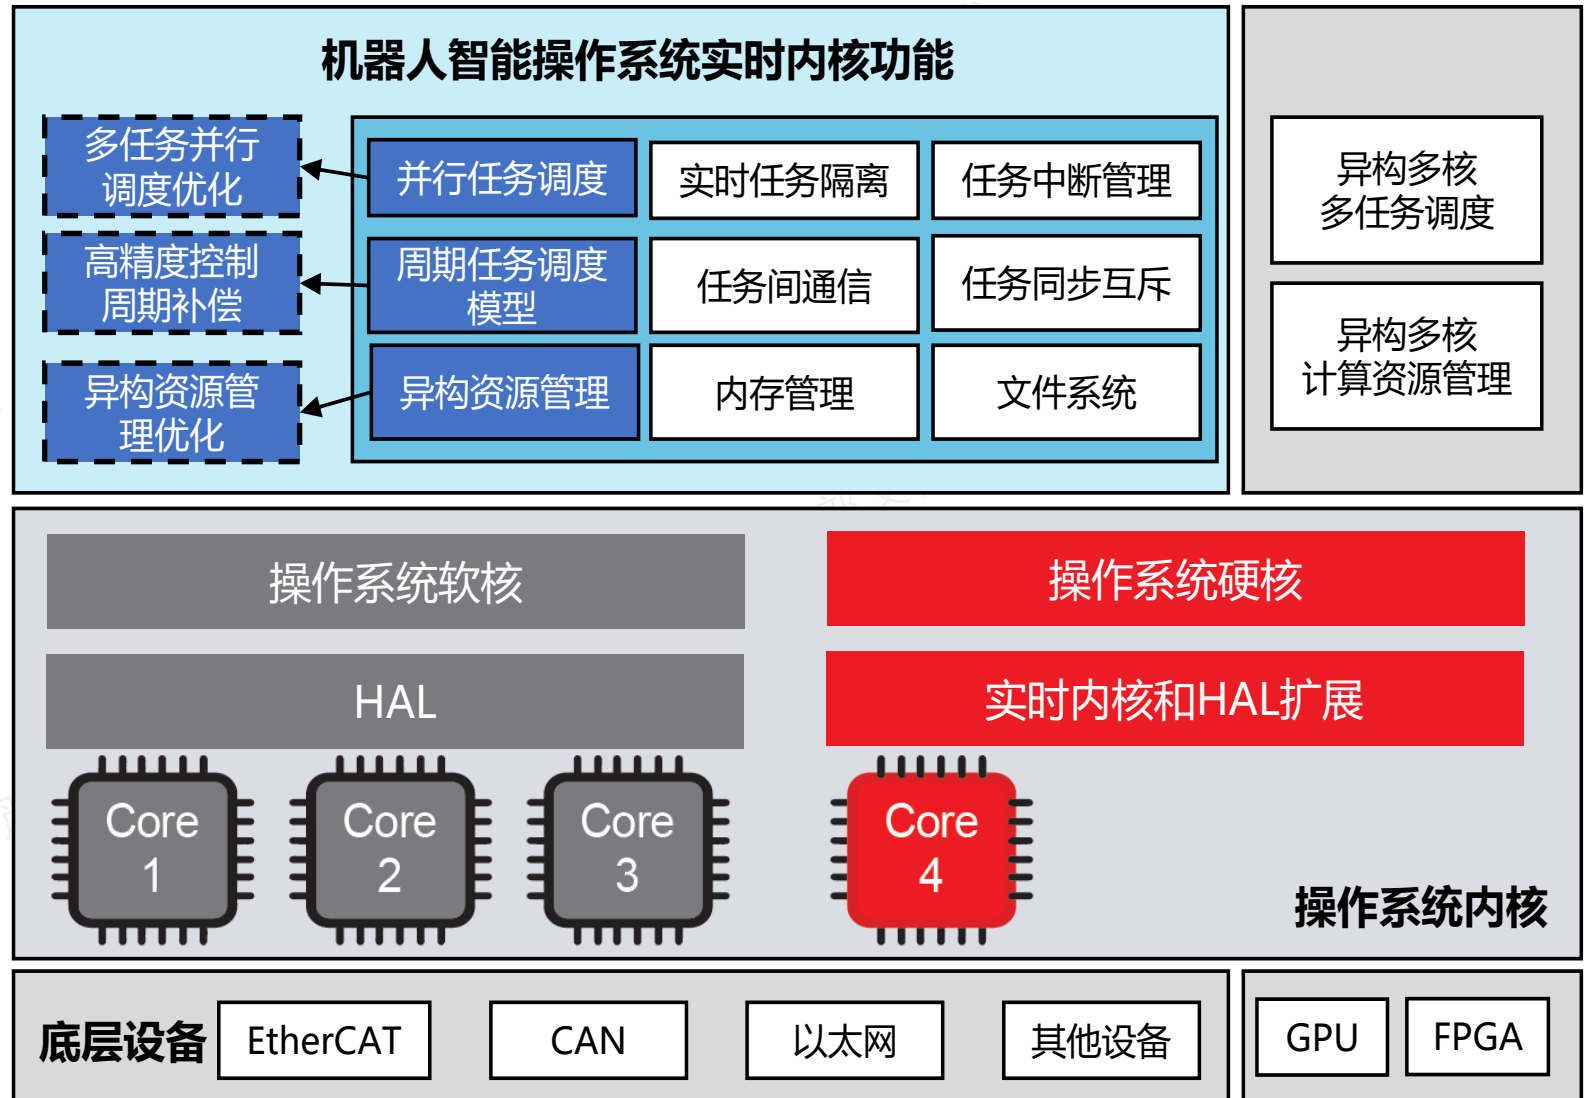 机器人智能操作系统实时内核功能
多任务并行
调度优化
并行任务调度
实时任务隔离
任务中断管理
高精度控制
周期补偿
周期任务调度
模型
任务间通信
任务同步互斥
异构资源管
理优化
异构资源管理
内存管理
文件系统
异构多核
多任务调度
异构多核
计算资源管理
操作系统软核
操作系统硬核
HAL
实时内核和HAL扩展
Core
1
Core
2
Core
3
Core
4
操作系统内核
底层设备
EtherCAT
CAN
以太网
其他设备
GPU
FPGA